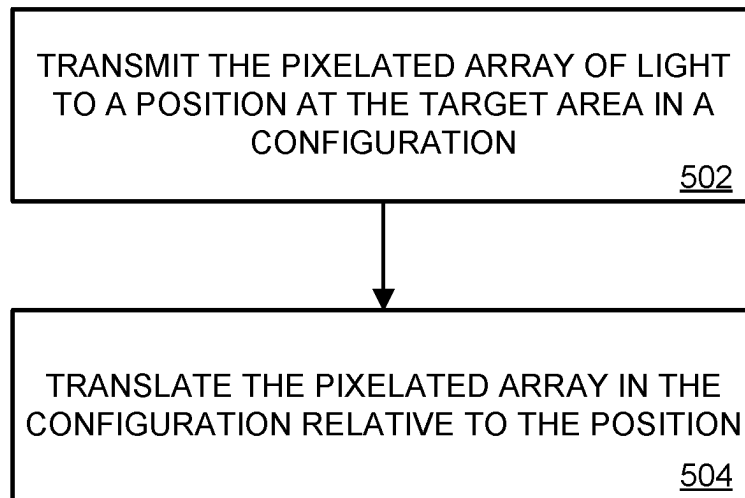 TRANSMIT THE PIXELATED ARRAY OF LIGHT
TO A POSITION AT THE TARGET AREA IN A
CONFIGURATION
502
TRANSLATE THE PIXELATED ARRAY IN THE
CONFIGURATION RELATIVE TO THE POSITION
504